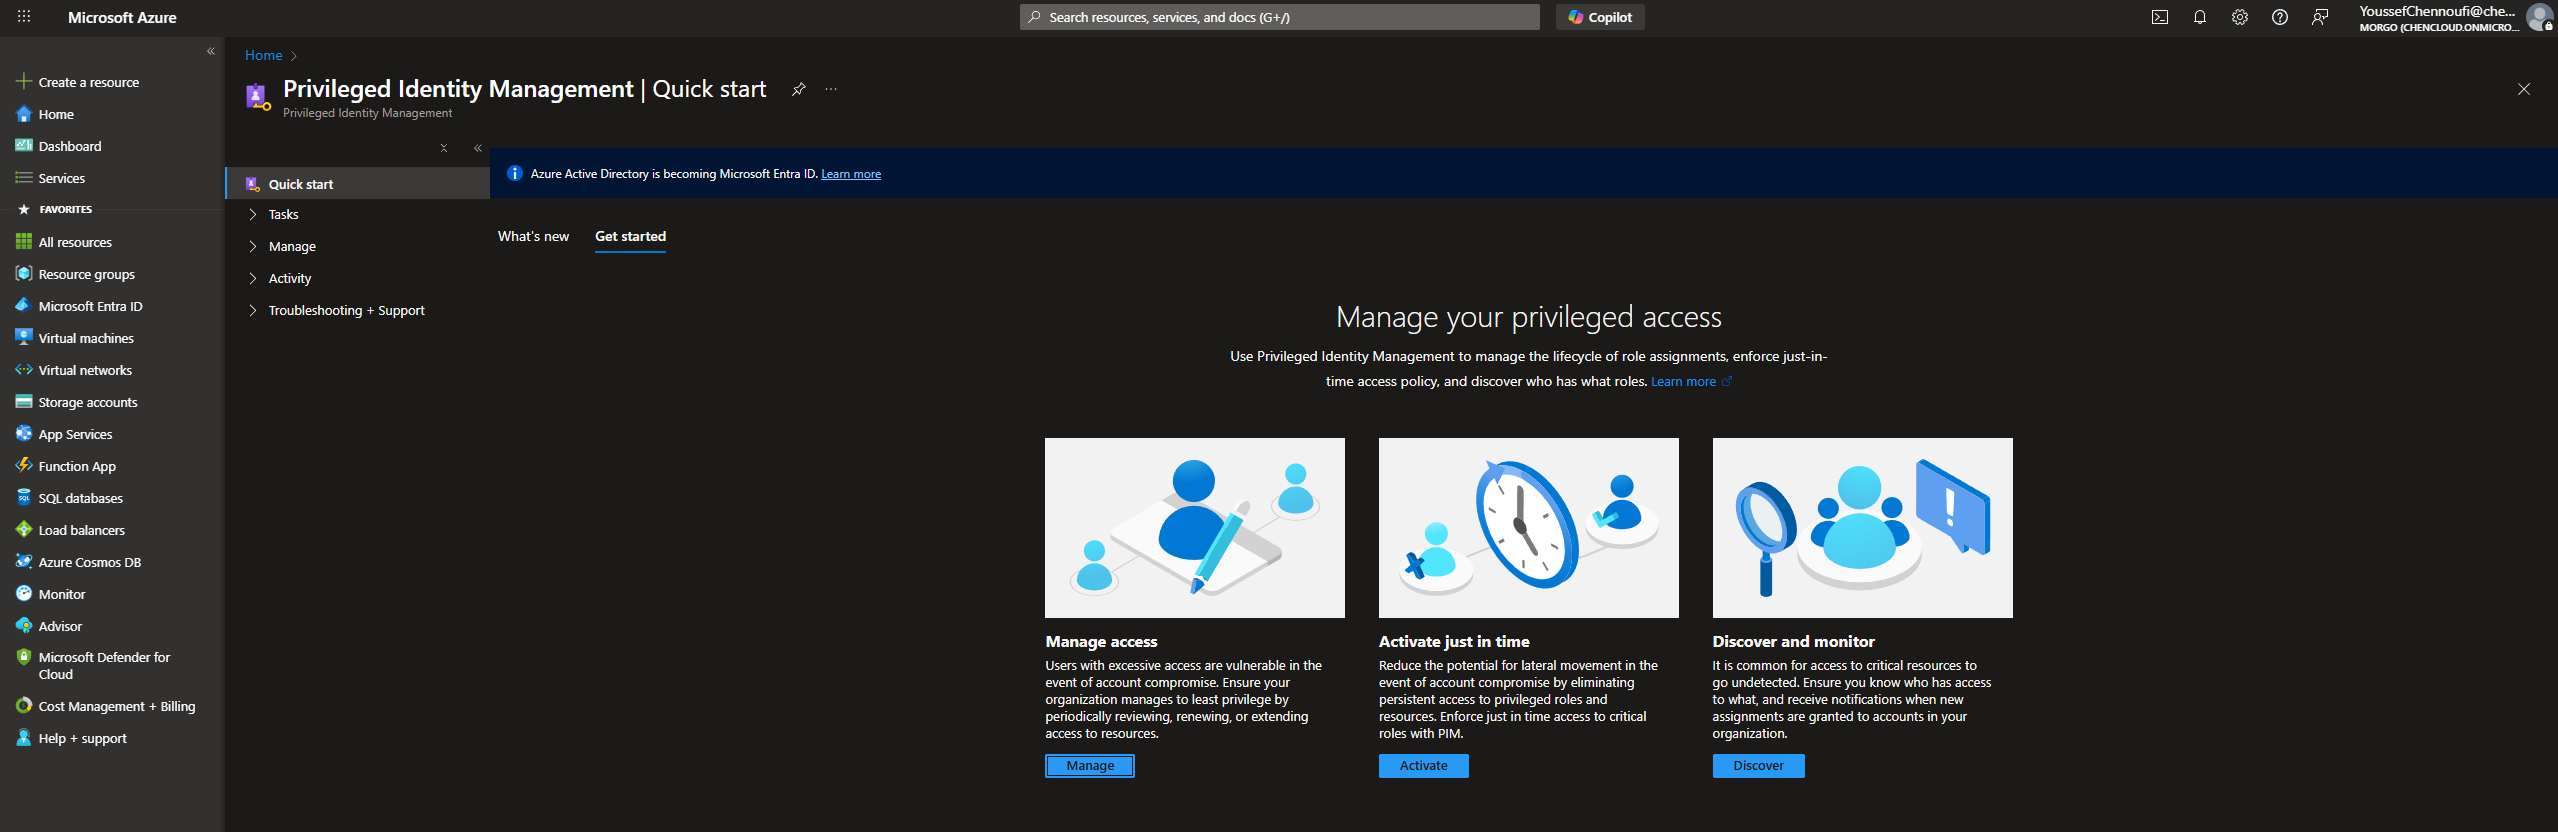 Microsoft Azure
Search resources, services, and docs (G+/)
Copilot
YoussefChennoufi@che...
MORGO (CHENCLOUD.ONMICRO...
Create a resource
Home
Dashboard
Services
FAVORITES
All resources
Resource groups
Microsoft Entra ID
Virtual machines
Virtual networks
Storage accounts
App Services
Function App
SQL databases
Load balancers
Azure Cosmos DB
Monitor
Advisor
Microsoft Defender for
Cloud
Cost Management + Billing
Help + support
Home
Privileged Identity Management | Quick start
Privileged Identity Management
Quick start
Tasks
Manage
Activity
Troubleshooting + Support
Azure Active Directory is becoming Microsoft Entra ID. Learn more
What's new
Get started
Manage your privileged access
Use Privileged Identity Management to manage the lifecycle of role assignments, enforce just-in-
time access policy, and discover who has what roles. Learn more
Manage access
Users with excessive access are vulnerable in the
event of account compromise. Ensure your
organization manages to least privilege by
periodically reviewing, renewing, or extending
access to resources.
Manage
Activate just in time
Reduce the potential for lateral movement in the
event of account compromise by eliminating
persistent access to privileged roles and
resources. Enforce just in time access to critical
roles with PIM.
Activate
Discover and monitor
It is common for access to critical resources to
go undetected. Ensure you know who has access
to what, and receive notifications when new
assignments are granted to accounts in your
organization.
Discover